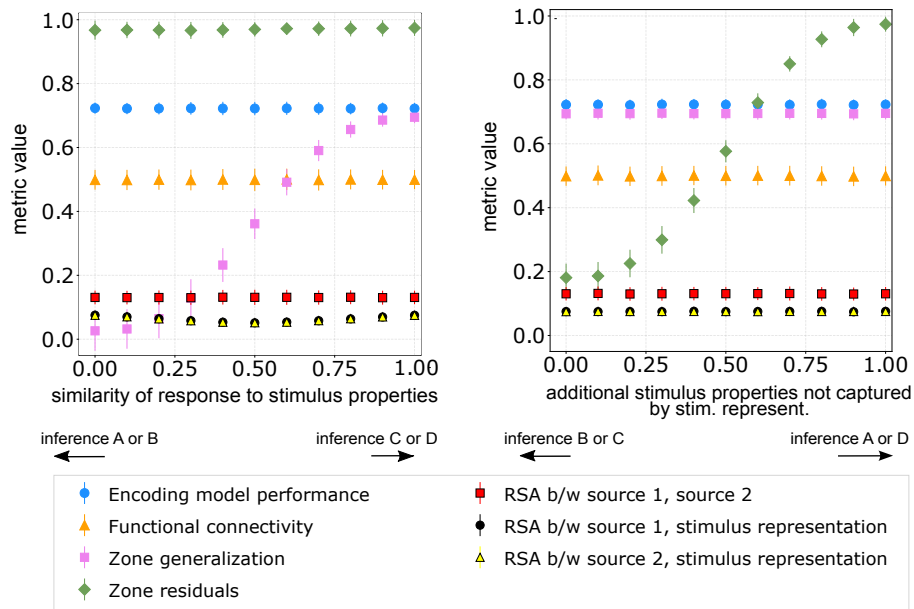 1.0
0.8
0.6
0.4
0.2
0.0
metric value
0.00 0.25 0.50 0.75 1.00
similarity of response to stimulus properties
inference A or B
inference C or D
1.0
0.8
0.6
0.4
0.2
0.0
metric value
0.00 0.25 0.50 0.75 1.00
additional stimulus properties not captured
by stim. represent.
inference B or C
inference A or D
Encoding model performance
Functional connectivity
Zone generalization
Zone residuals
RSA b/w source 1, source 2
RSA b/w source 1, stimulus representation
RSA b/w source 2, stimulus representation